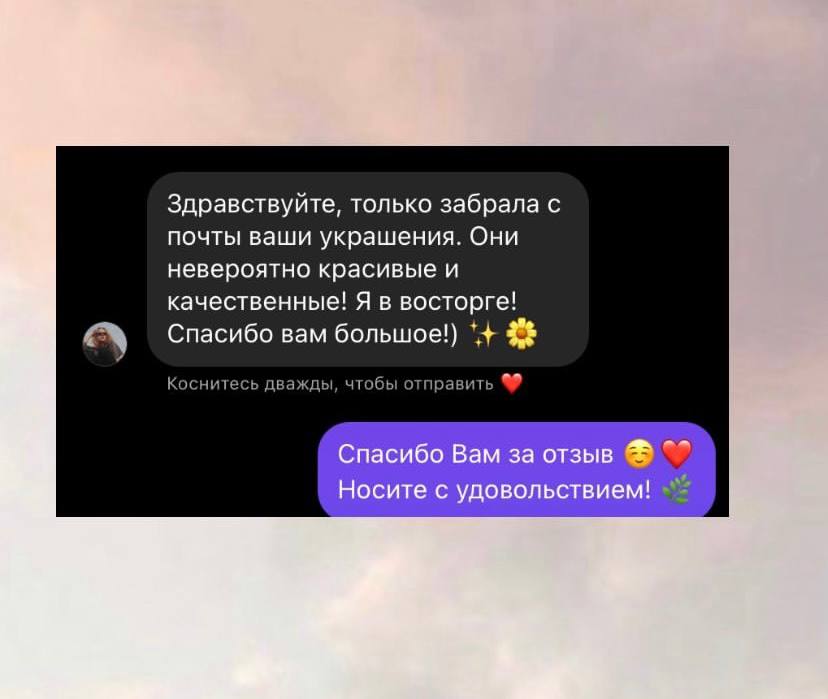 Здравствуйте, только забрала с
почты ваши украшения. Они
невероятно красивые и
качественные! Я в восторге!
Спасибо вам большое!) ✨🌼
Коснитесь дважды, чтобы отправить ❤️
Спасибо Вам за отзыв ☺️❤️
Носите с удовольствием! 🌿